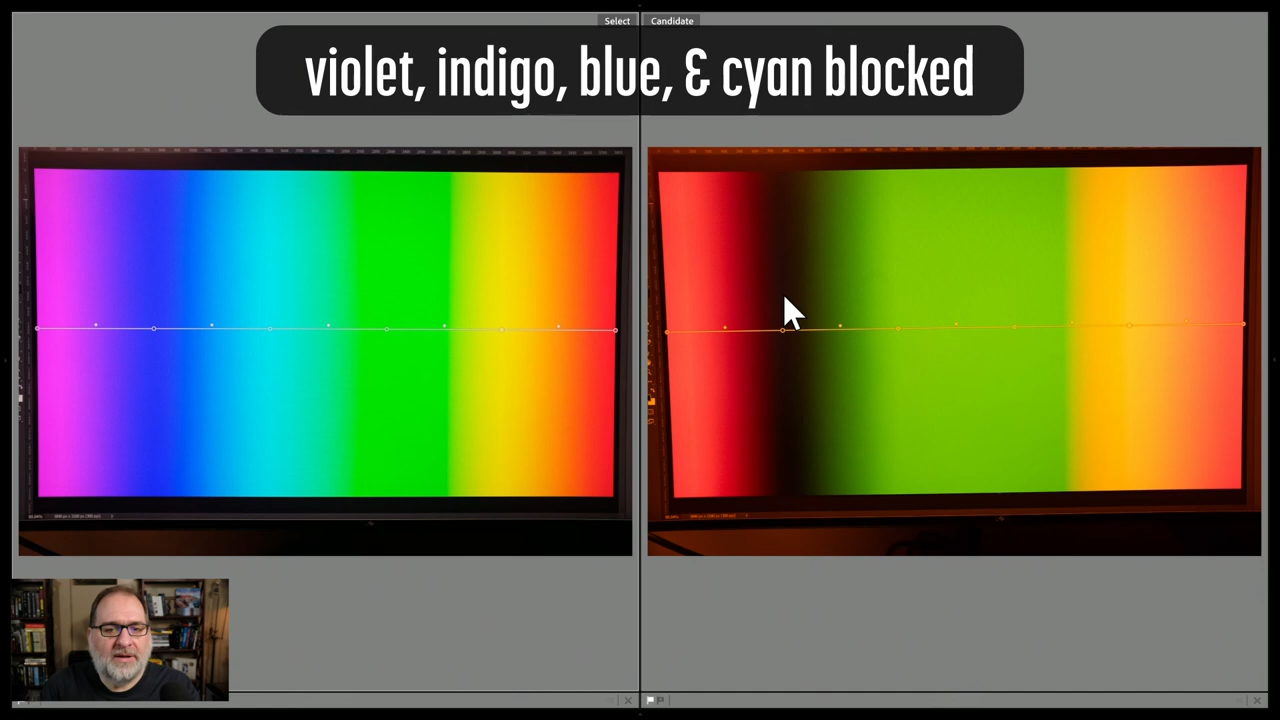 Select
Candidate
violet, indigo, blue, & cyan blocked